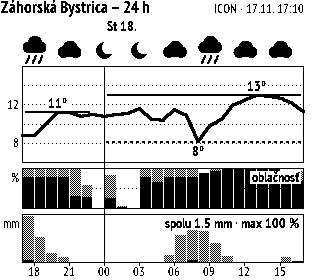 Záhorská Bystrica – 24 h
ICON · 17.11. 17:10
St 18.
11°
13°
12
8
8°
%
oblačnosť
mm
spolu 1.5 mm · max 100 %
18 21 00 03 06 09 12 15